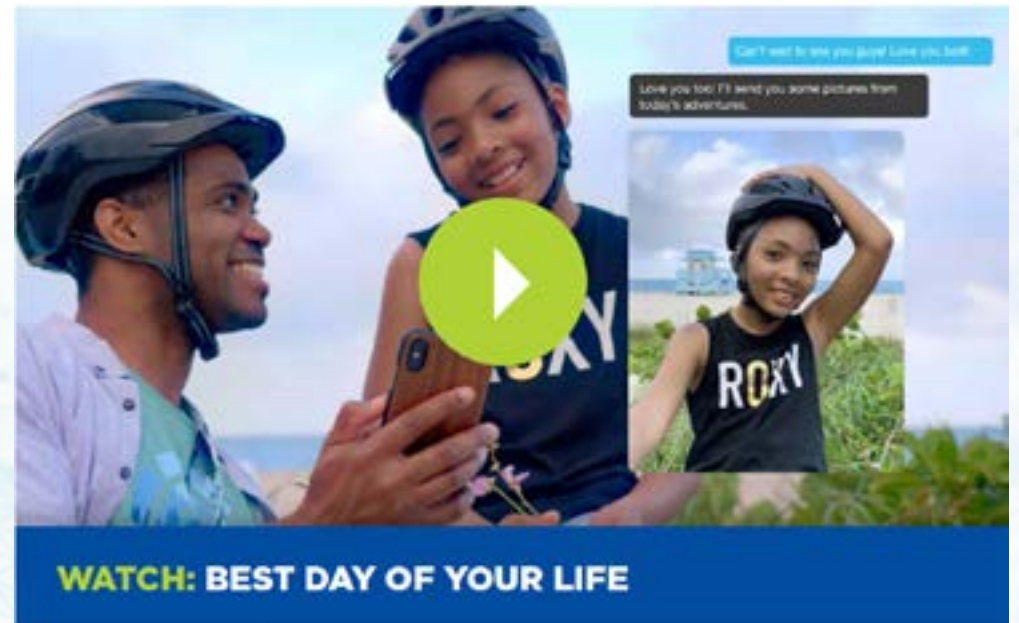 Can't wait to see you guys! Love you both
Love you too! I'll send you some pictures from
today's adventures.
ROXY
ROXY
WATCH: BEST DAY OF YOUR LIFE